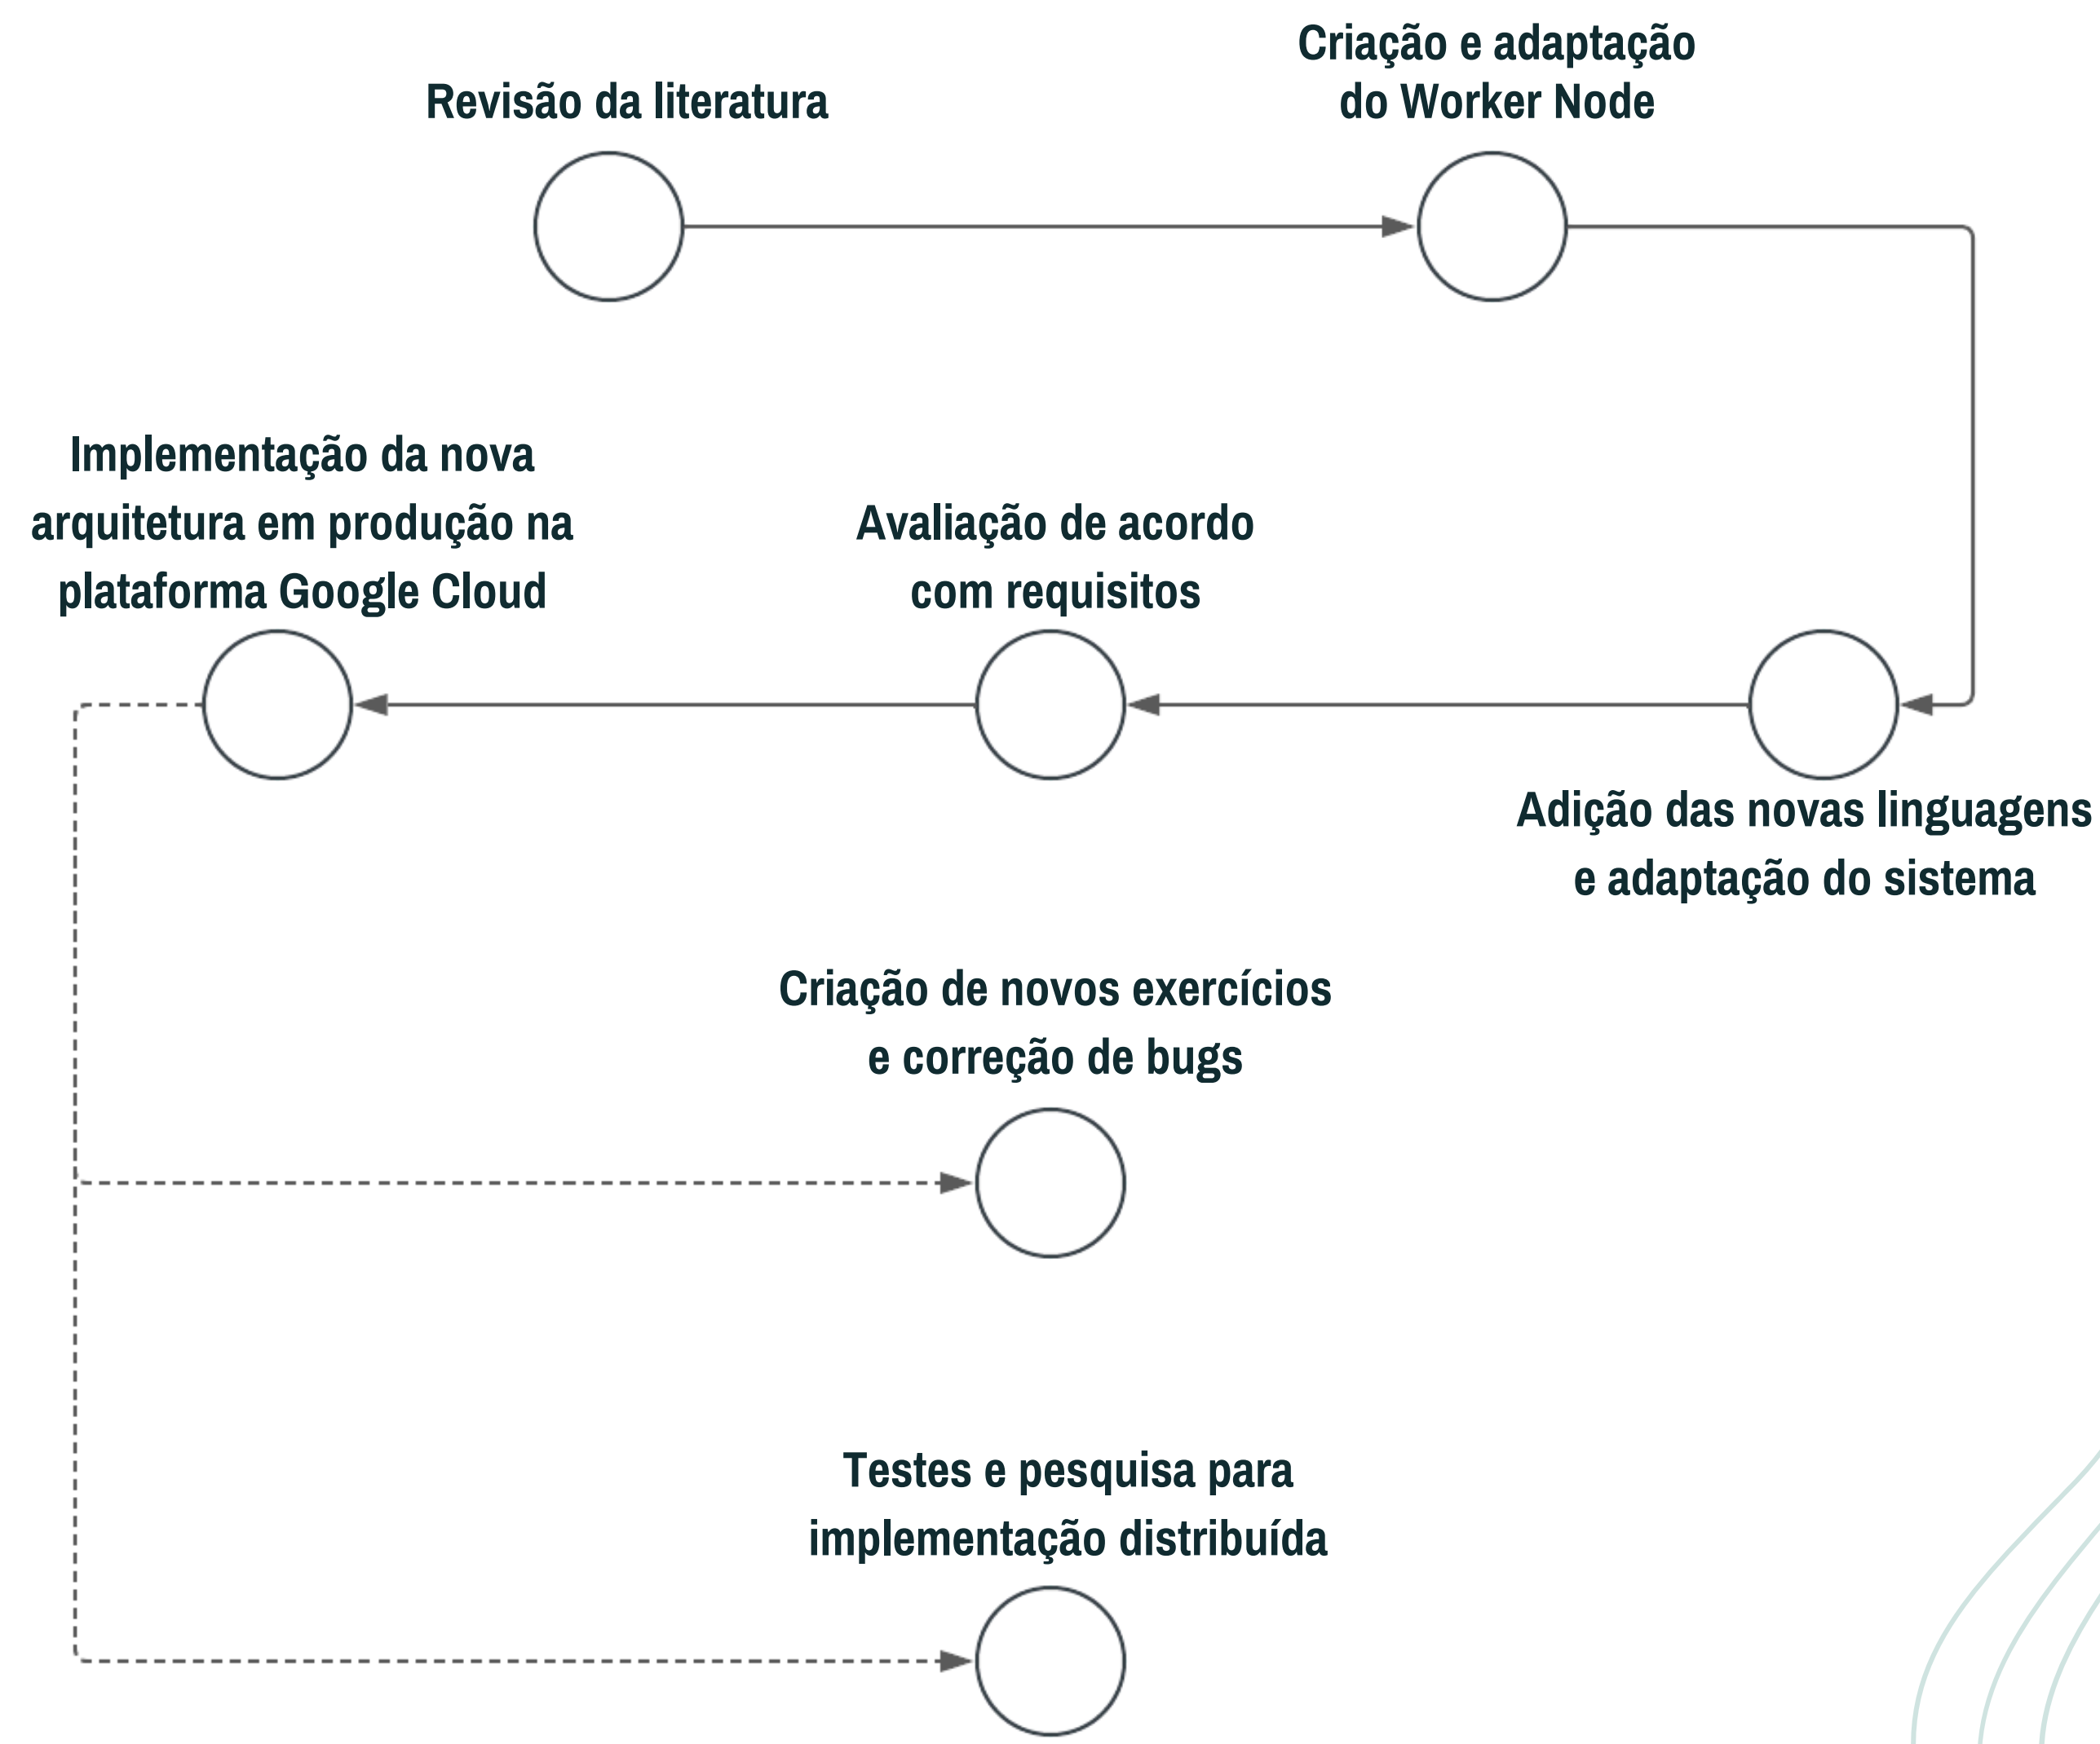 Revisão da literatura
Criação e adaptação
do Worker Node
Implementação da nova
arquitetura em produção na
plataforma Google Cloud
Avaliação de acordo
com requisitos
Adição das novas linguagens
e adaptação do sistema
Criação de novos exercícios
e correção de bugs
Testes e pesquisa para
implementação distribuída